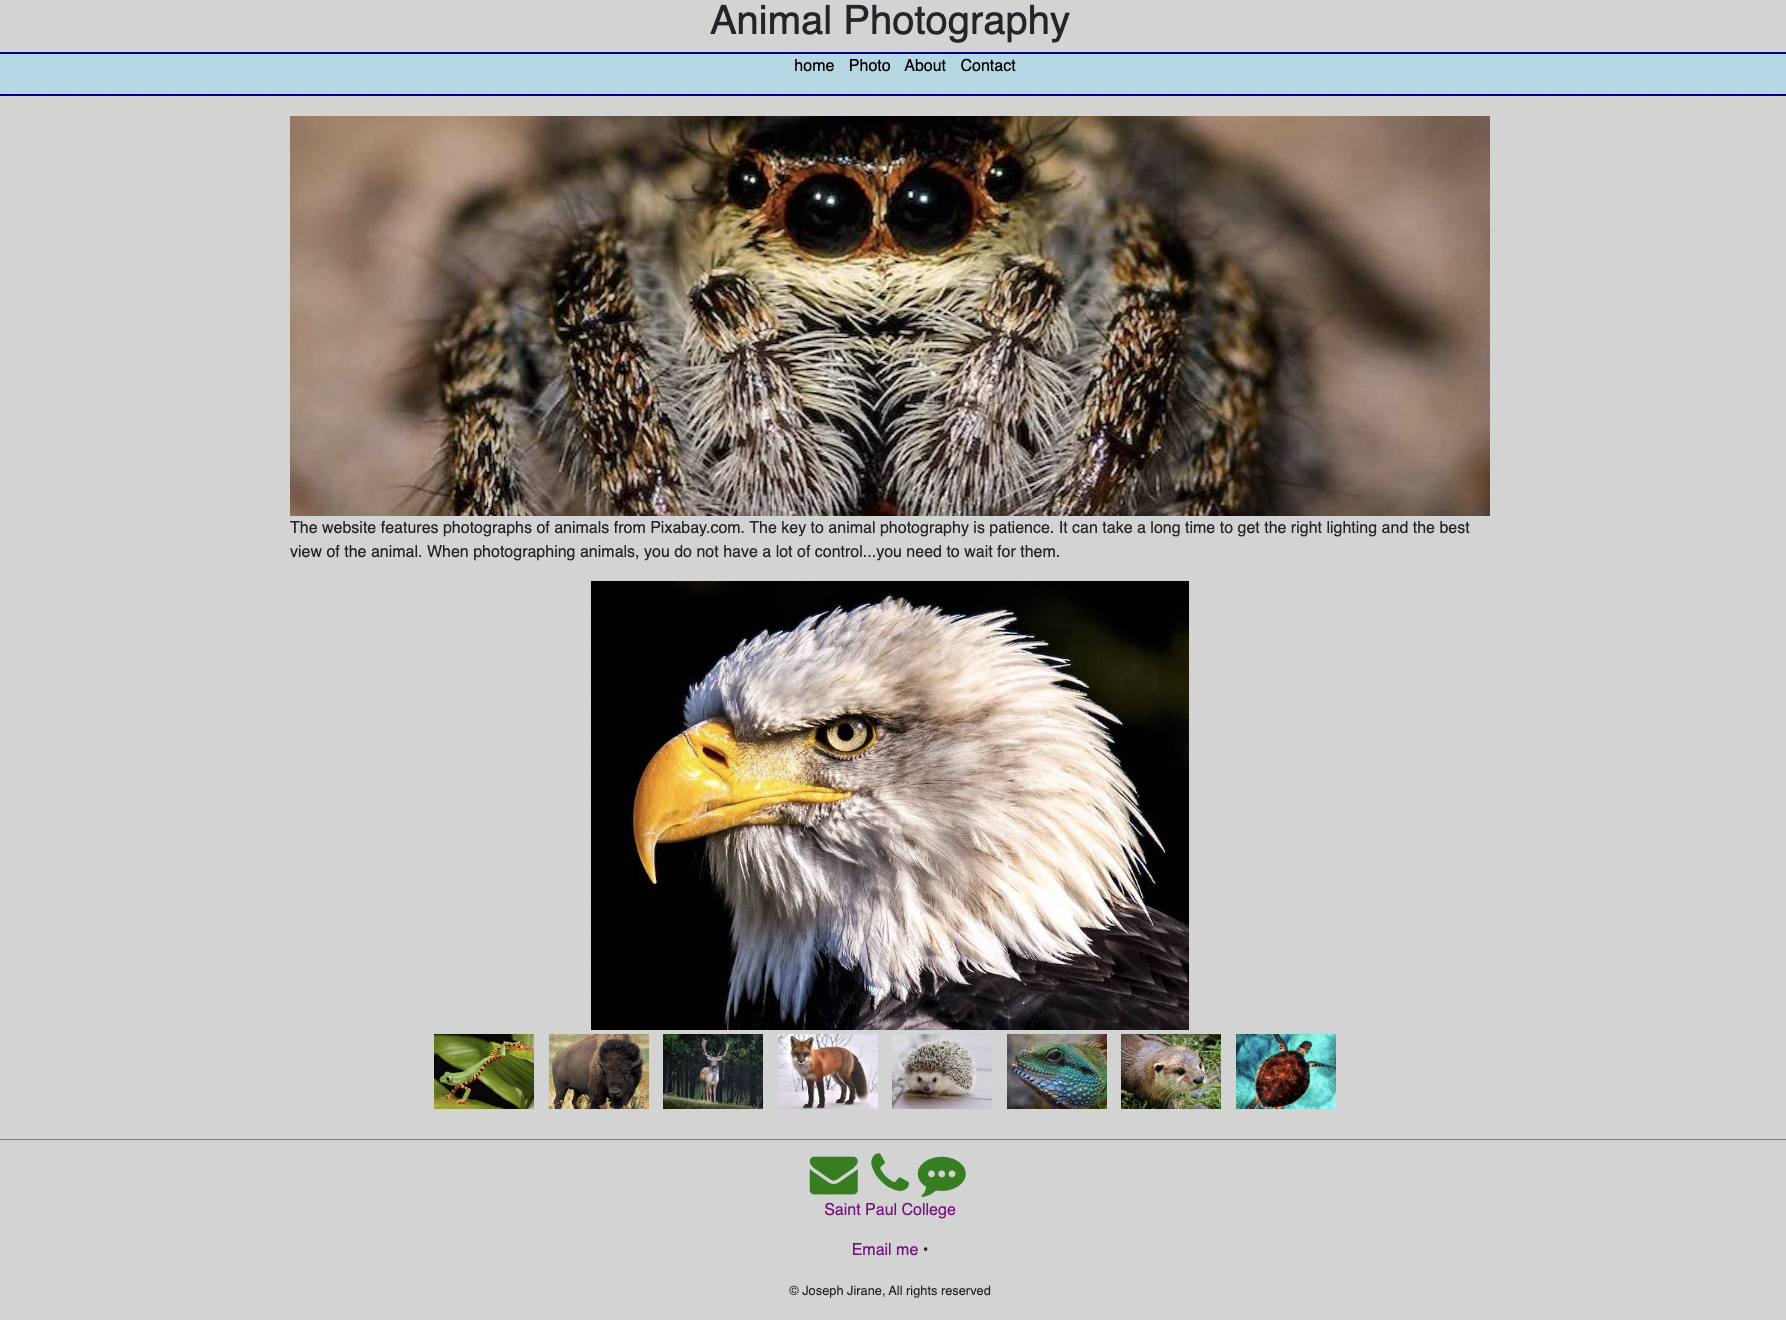 Animal Photography
home Photo About Contact
The website features photographs of animals from Pixabay.com. The key to animal photography is patience. It can take a long time to get the right lighting and the best
view of the animal. When photographing animals, you do not have a lot of control...you need to wait for them.
Saint Paul College
Email me •
© Joseph Jirane, All rights reserved